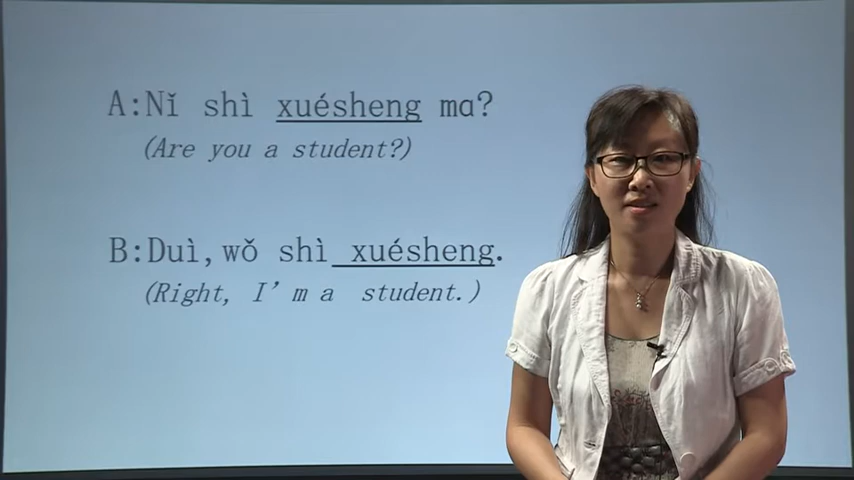 A:Nǐ shì xuésheng ma?
(Are you a student?)
B:Duì,wǒ shì xuésheng.
(Right, I'm a student.)